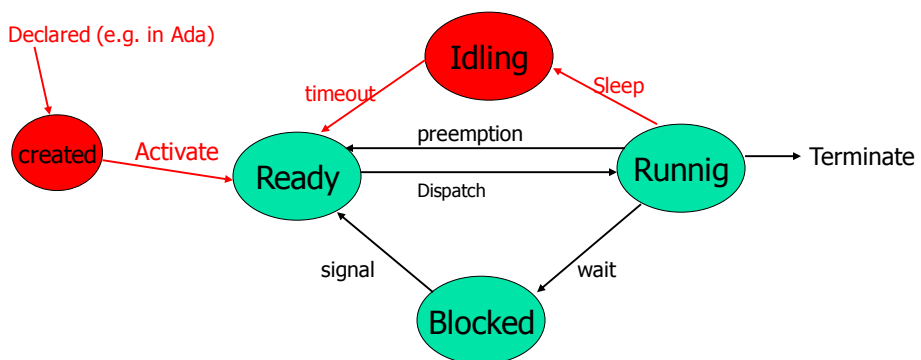 Declared (e.g. in Ada)
Idling
timeout
Sleep
preemption
created
Activate
Ready
Runnig
Terminate
Dispatch
signal
wait
Blocked